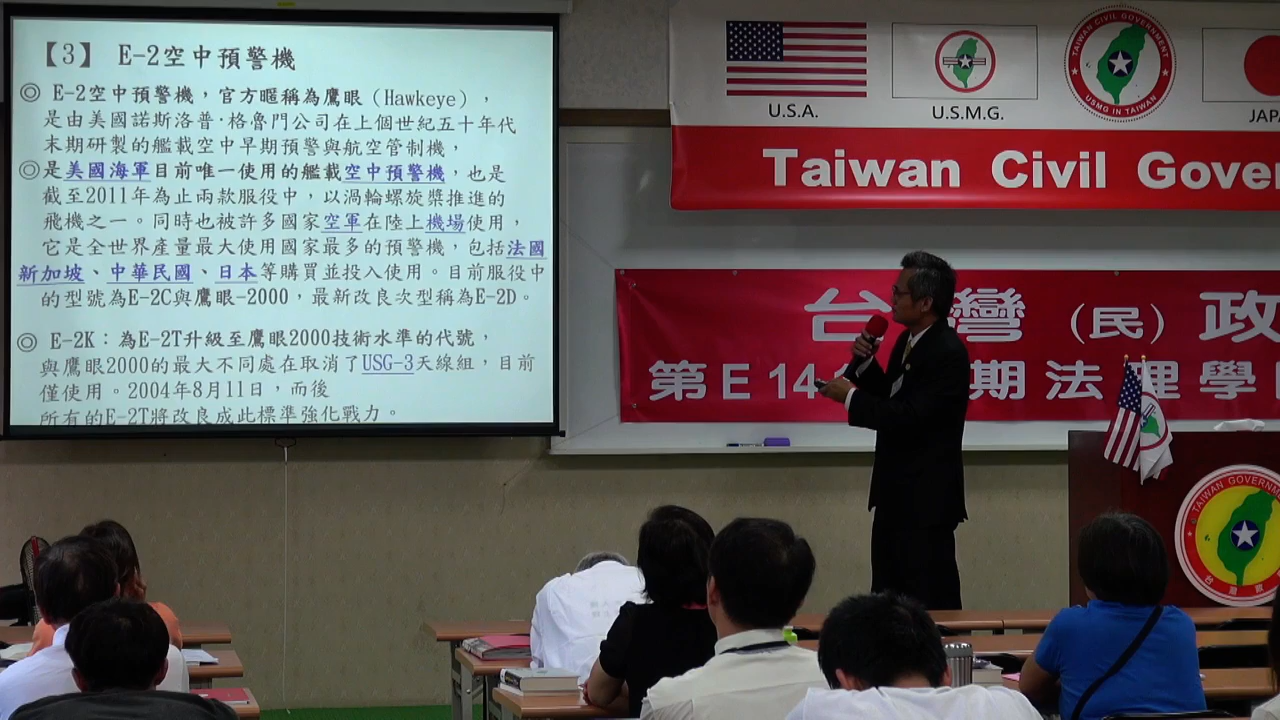 【3】 E-2空中預警機
◎ E-2空中預警機，官方暱稱為鷹眼（Hawkeye），
是由美國諾斯洛普·格魯門公司在上個世紀五十年代
末期研製的艦載空中早期預警與航空管制機，
◎是美國海軍目前唯一使用的艦載空中預警機，也是
截至2011年為止兩款服役中，以渦輪螺旋槳推進的
飛機之一。同時也被許多國家空軍在陸上機場使用，
它是全世界產量最大使用國家最多的預警機，包括法國
新加坡、中華民國、日本等購買並投入使用。目前服役中
的型號為E-2C與鷹眼-2000，最新改良次型稱為E-2D。
◎ E-2K：為E-2T升級至鷹眼2000技術水準的代號，
與鷹眼2000的最大不同處在取消了USG-3天線組，目前
僅使用。2004年8月11日，而後
所有的E-2T將改良成此標準強化戰力。
U.S.A.
U.S.M.G.
TAIWAN CIVIL GOVERNMENT
USMG IN TAIWAN
JAPA
Taiwan Civil Gover
台灣（民）政
第E14 期法理學
TAIWAN GOVERNM